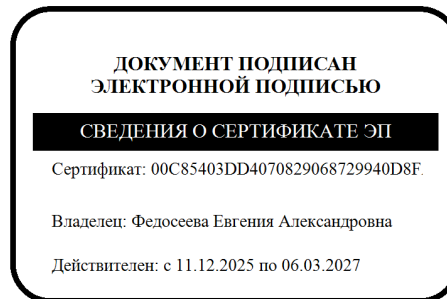 ДОКУМЕНТ ПОДПИСАН
ЭЛЕКТРОННОЙ ПОДПИСЬЮ
СВЕДЕНИЯ О СЕРТИФИКАТЕ ЭП
Сертификат: 00C85403DD4070829068729940D8F
Владелец: Федосеева Евгения Александровна
Действителен: с 11.12.2025 по 06.03.2027